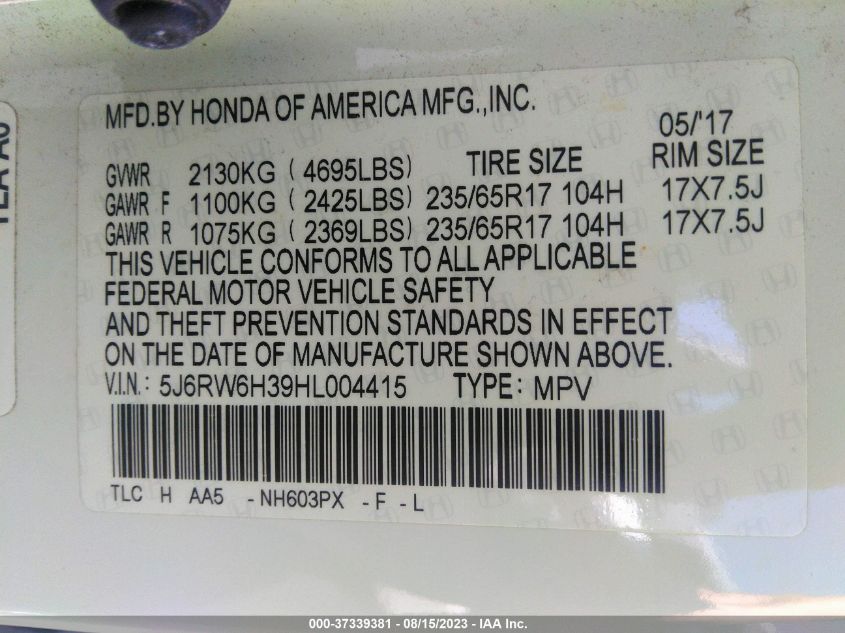 MFD.BY HONDA OF AMERICA MFG.,INC.
05/'17
GVWR 2130KG ( 4695LBS) TIRE SIZE RIM SIZE
GAWR F 1100KG ( 2425LBS) 235/65R17 104H 17X7.5J
GAWR R 1075KG ( 2369LBS) 235/65R17 104H 17X7.5J
THIS VEHICLE CONFORMS TO ALL APPLICABLE
FEDERAL MOTOR VEHICLE SAFETY
AND THEFT PREVENTION STANDARDS IN EFFECT
ON THE DATE OF MANUFACTURE SHOWN ABOVE.
V.I.N.: 5J6RW6H39HL004415 TYPE: MPV
TLC H AA5 -NH603PX -F -L
000-37339381 - 08/15/2023 - IAA Inc.